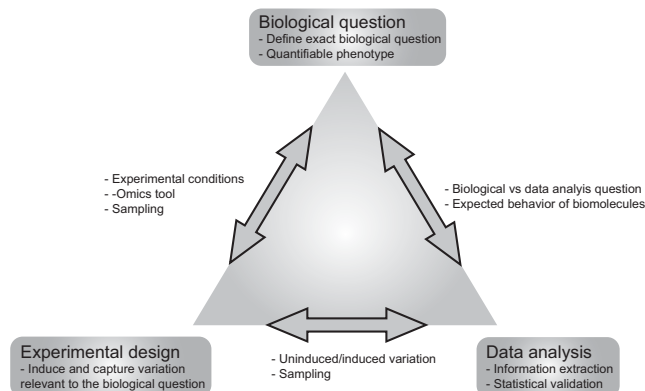 Biological question
- Define exact biological question
- Quantifiable phenotype
- Experimental conditions
- -Omics tool
- Sampling
- Biological vs data analyis question
- Expected behavior of biomolecules
Experimental design
- Induce and capture variation
relevant to the biological question
- Uninduced/induced variation
- Sampling
Data analysis
- Information extraction
- Statistical validation